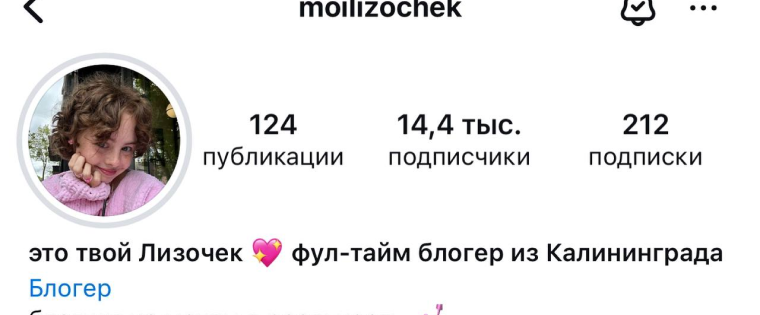 moilizochek
124 14,4 тыс. 212
публикации подписчики подписки
это твой Лизочек 💖 фул-тайм блогер из Калининграда
Блогер